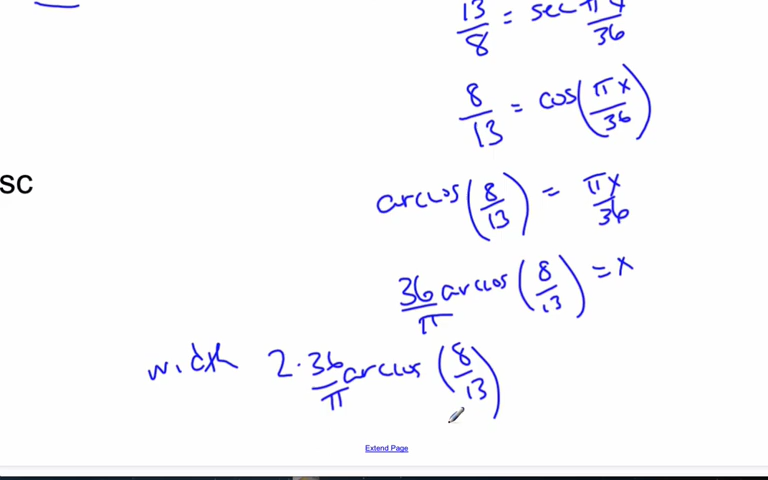 13/8 = sec πx/36
8/13 = cos(πx/36)
sc
arccos(8/13) = πx/36
36/π arccos(8/13) = x
width 2·36/π arccos(8/13)
Extend Page